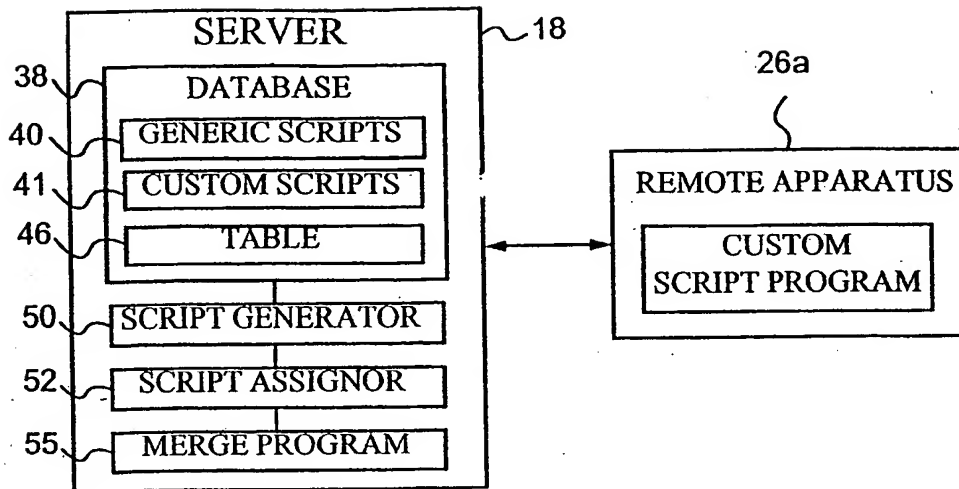 SERVER
18
38
DATABASE
40
GENERIC SCRIPTS
41
CUSTOM SCRIPTS
46
TABLE
50
SCRIPT GENERATOR
52
SCRIPT ASSIGNOR
55
MERGE PROGRAM
26a
REMOTE APPARATUS
CUSTOM
SCRIPT PROGRAM